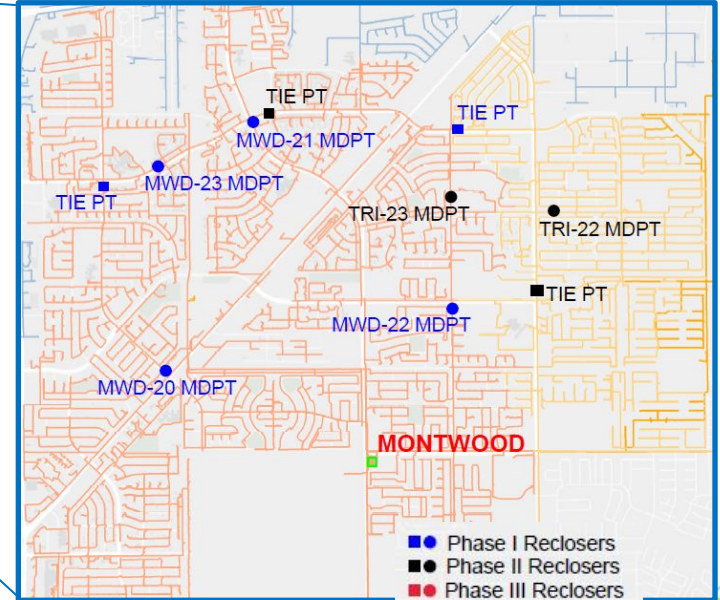 TIE PT
MWD-21 MDPT
TIE PT
MWD-23 MDPT
TIE PT
TRI-23 MDPT
TRI-22 MDPT
TIE PT
MWD-22 MDPT
MWD-20 MDPT
MONTWOOD
Phase I Reclosers
Phase II Reclosers
Phase III Reclosers